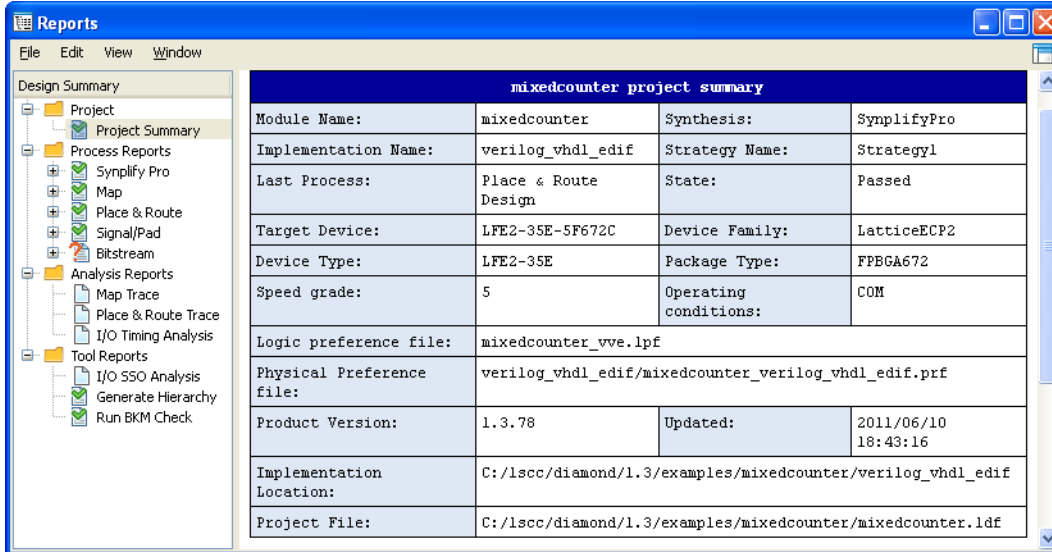 Reports
File Edit View Window
Design Summary
Project
Project Summary
Process Reports
Synplify Pro
Map
Place & Route
Signal/Pad
Bitstream
Analysis Reports
Map Trace
Place & Route Trace
I/O Timing Analysis
Tool Reports
I/O SSO Analysis
Generate Hierarchy
Run BKM Check
mixedcounter project summary
Module Name: mixedcounter Synthesis: SynplifyPro
Implementation Name: verilog_vhdl_edif Strategy Name: Strategy1
Last Process: Place & Route Design State: Passed
Target Device: LFE2-35E-5F672C Device Family: LatticeECP2
Device Type: LFE2-35E Package Type: FPBGA672
Speed grade: 5 Operating conditions: COM
Logic preference file: mixedcounter_vve.lpf
Physical Preference file: verilog_vhdl_edif/mixedcounter_verilog_vhdl_edif.prf
Product Version: 1.3.78 Updated: 2011/06/10 18:43:16
Implementation Location: C:/lscc/diamond/1.3/examples/mixedcounter/verilog_vhdl_edif
Project File: C:/lscc/diamond/1.3/examples/mixedcounter/mixedcounter.ldf